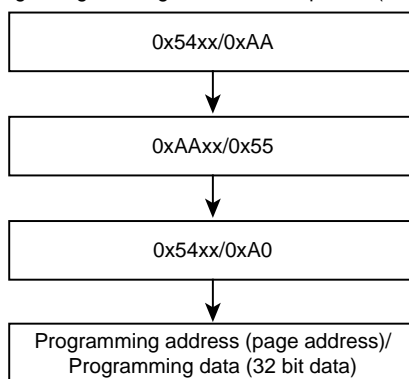 0x54xx/0xAA
0xAAxx/0x55
0x54xx/0xA0
Programming address (page address)/
Programming data (32 bit data)